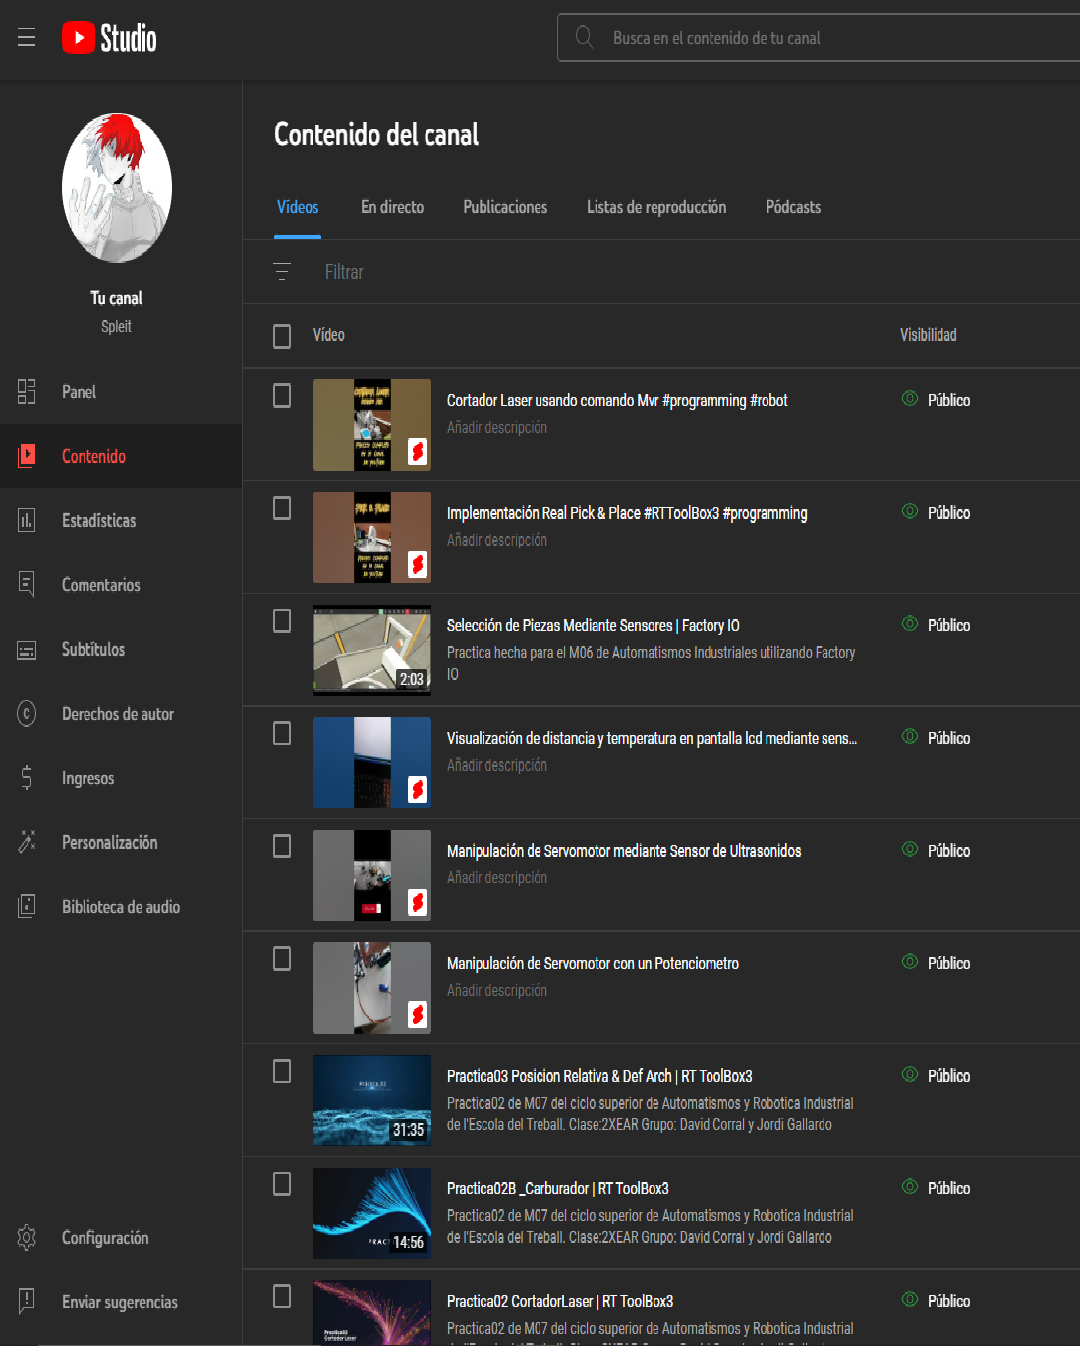 Studio
Busca en el contenido de tu canal
Contenido del canal
Vídeos
En directo
Publicaciones
Listas de reproducción
Pódcasts
Filtrar
Tu canal
Spleit
Panel
Contenido
Estadísticas
Comentarios
Subtítulos
Derechos de autor
Ingresos
Personalización
Biblioteca de audio
Configuración
Enviar sugerencias
Vídeo
Visibilidad
Cortador Laser usando comando Mvr #programming #robot
Añadir descripción
Público
Implementación Real Pick & Place #RTToolBox3 #programming
Añadir descripción
Público
2:03
Selección de Piezas Mediante Sensores | Factory IO
Practica hecha para el M06 de Automatismos Industriales utilizando Factory
IO
Público
Visualización de distancia y temperatura en pantalla lcd mediante sens...
Añadir descripción
Público
Manipulación de Servomotor mediante Sensor de Ultrasonidos
Añadir descripción
Público
Manipulación de Servomotor con un Potenciometro
Añadir descripción
Público
31:35
Practica03 Posicion Relativa & Def Arch | RT ToolBox3
Practica02 de M07 del ciclo superior de Automatismos y Robotica Industrial
de l'Escola del Treball. Clase:2XEAR Grupo: David Corral y Jordi Gallardo
Público
14:56
Practica02B _Carburador | RT ToolBox3
Practica02 de M07 del ciclo superior de Automatismos y Robotica Industrial
de l'Escola del Treball. Clase:2XEAR Grupo: David Corral y Jordi Gallardo
Público
Practica02
CortadorLaser
Practica02 CortadorLaser | RT ToolBox3
Practica02 de M07 del ciclo superior de Automatismos y Robotica Industrial
Público